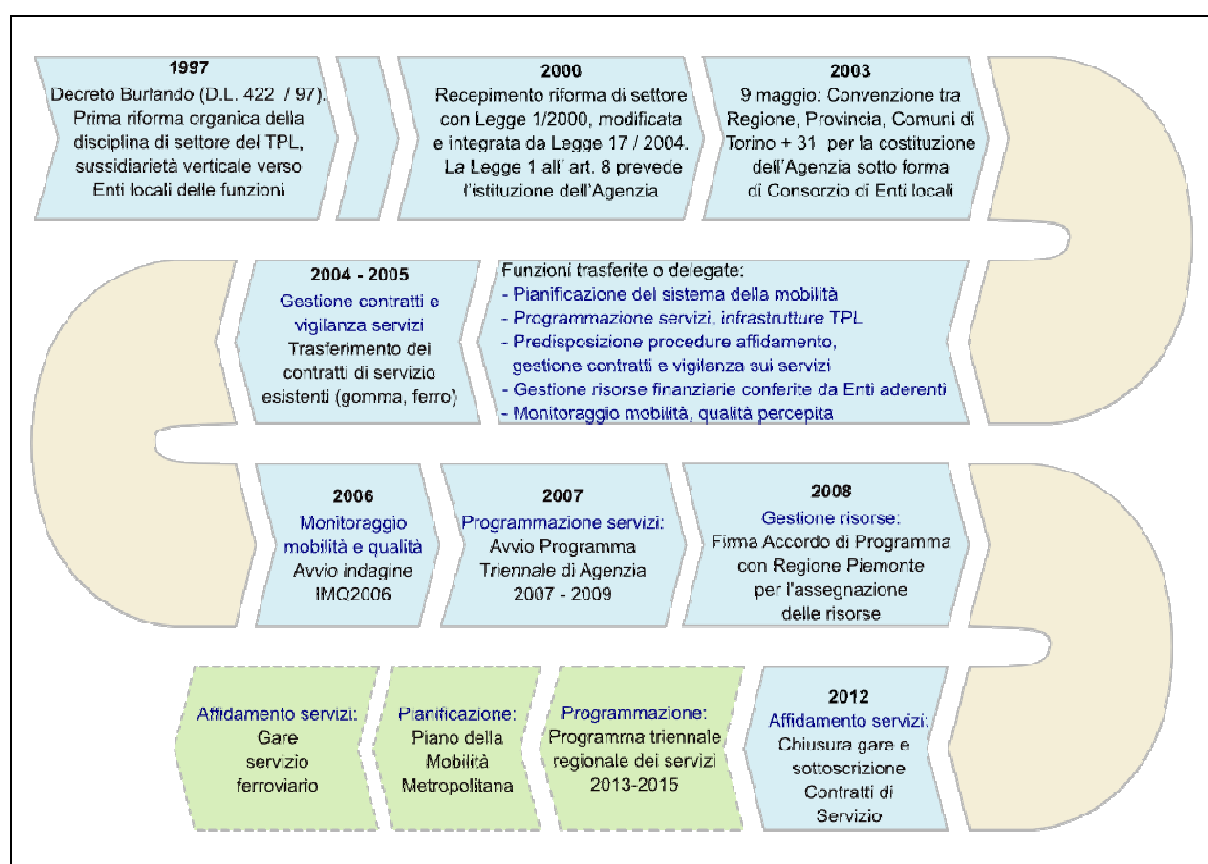 1997
Decreto Burlando (D.L. 422 / 97).
Prima riforma organica della
disciplina di settore del TPL,
sussidiarietà verticale verso
Enti locali delle funzioni
2000
Recepimento riforma di settore
con Legge 1/2000, modificata
e integrata da Legge 17 / 2004.
La Legge 1 all' art. 8 prevede
l'istituzione dell'Agenzia
2003
9 maggio: Convenzione tra
Regione, Provincia, Comuni di
Torino + 31 per la costituzione
dell'Agenzia sotto forma
di Consorzio di Enti locali
Funzioni trasferite o delegate:
- Pianificazione del sistema della mobilità
- Programmazione servizi, infrastrutture TPL
- Predisposizione procedure affidamento,
gestione contratti e vigilanza sui servizi
- Gestione risorse finanziarie conferite da Enti aderenti
- Monitoraggio mobilità, qualità percepita
2004 - 2005
Gestione contratti e
vigilanza servizi
Trasferimento dei
contratti di servizio
esistenti (gomma, ferro)
2006
Monitoraggio
mobilità e qualità
Avvio indagine
IMQ2006
2007
Programmazione servizi:
Avvio Programma
Triennale di Agenzia
2007 - 2009
2008
Gestione risorse:
Firma Accordo di Programma
con Regione Piemonte
per l'assegnazione
delle risorse
2012
Affidamento servizi:
Chiusura gare e
sottoscrizione
Contratti di
Servizio
Programmazione:
Programma triennale
regionale dei servizi
2013-2015
Pianificazione:
Piano della
Mobilità
Metropolitana
Affidamento servizi:
Gare
servizio
ferroviario